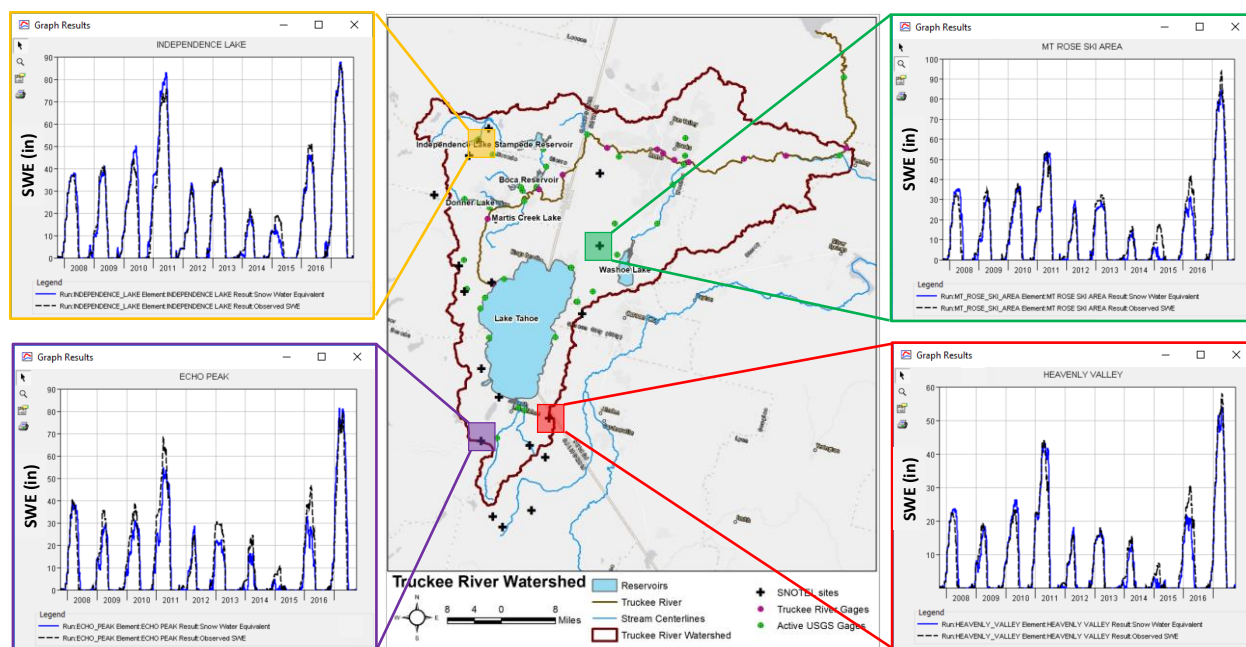 Graph Results
INDEPENDENCE LAKE
SWE (in)
90
80
70
60
50
40
30
20
10
0
2008 2009 2010 2011 2012 2013 2014 2015 2016
Legend
Run:INDEPENDENCE_LAKE Element:INDEPENDENCE LAKE Result:Snow Water Equivalent
Run:INDEPENDENCE_LAKE Element:INDEPENDENCE LAKE Result:Observed SWE
Graph Results
MT ROSE SKI AREA
SWE (in)
100
90
80
70
60
50
40
30
20
10
0
2008 2009 2010 2011 2012 2013 2014 2015 2016
Legend
Run:MT_ROSE_SKI_AREA Element:MT ROSE SKI AREA Result:Snow Water Equivalent
Run:MT_ROSE_SKI_AREA Element:MT ROSE SKI AREA Result:Observed SWE
Independence Lake
Stampede Reservoir
Boca Reservoir
Donner Lake
Martis Creek Lake
Washoe Lake
Lake Tahoe
Graph Results
ECHO PEAK
SWE (in)
90
80
70
60
50
40
30
20
10
0
2008 2009 2010 2011 2012 2013 2014 2015 2016
Legend
Run:ECHO_PEAK Element:ECHO PEAK Result:Snow Water Equivalent
Run:ECHO_PEAK Element:ECHO PEAK Result:Observed SWE
Graph Results
HEAVENLY VALLEY
SWE (in)
60
50
40
30
20
10
2008 2009 2010 2011 2012 2013 2014 2015 2016
Legend
Run:HEAVENLY_VALLEY Element:HEAVENLY VALLEY Result:Snow Water Equivalent
Run:HEAVENLY_VALLEY Element:HEAVENLY VALLEY Result:Observed SWE
Truckee River Watershed
N
W E
S
8 4 0 8
Miles
Reservoirs
Truckee River
Stream Centerlines
Truckee River Watershed
SNOTEL sites
Truckee River Gages
Active USGS Gages